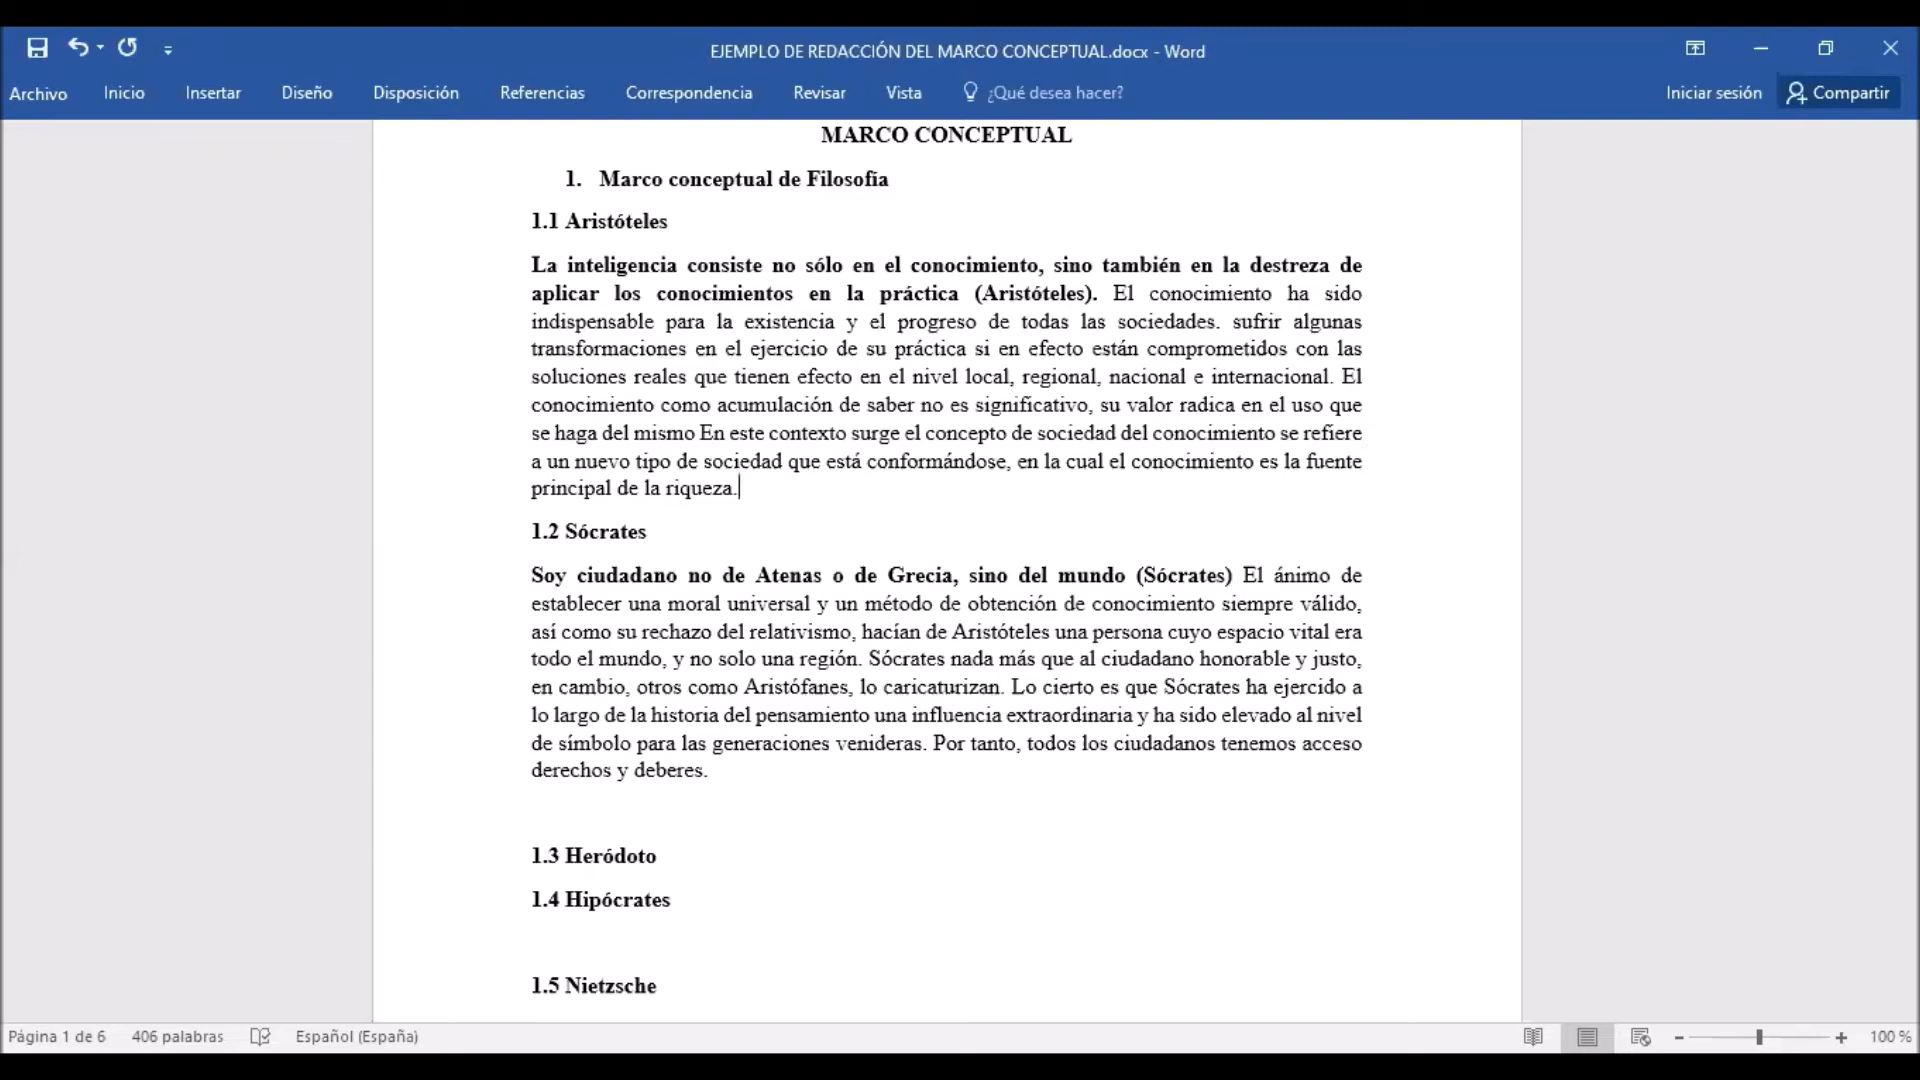 EJEMPLO DE REDACCIÓN DEL MARCO CONCEPTUAL.docx - Word
Archivo Inicio Insertar Diseño Disposición Referencias Correspondencia Revisar Vista ¿Qué desea hacer? Iniciar sesión Compartir
MARCO CONCEPTUAL
1. Marco conceptual de Filosofía
1.1 Aristóteles
La inteligencia consiste no sólo en el conocimiento, sino también en la destreza de
aplicar los conocimientos en la práctica (Aristóteles). El conocimiento ha sido
indispensable para la existencia y el progreso de todas las sociedades. sufrir algunas
transformaciones en el ejercicio de su práctica si en efecto están comprometidos con las
soluciones reales que tienen efecto en el nivel local, regional, nacional e internacional. El
conocimiento como acumulación de saber no es significativo, su valor radica en el uso que
se haga del mismo En este contexto surge el concepto de sociedad del conocimiento se refiere
a un nuevo tipo de sociedad que está conformándose, en la cual el conocimiento es la fuente
principal de la riqueza.
1.2 Sócrates
Soy ciudadano no de Atenas o de Grecia, sino del mundo (Sócrates) El ánimo de
establecer una moral universal y un método de obtención de conocimiento siempre válido,
así como su rechazo del relativismo, hacían de Aristóteles una persona cuyo espacio vital era
todo el mundo, y no solo una región. Sócrates nada más que al ciudadano honorable y justo,
en cambio, otros como Aristófanes, lo caricaturizan. Lo cierto es que Sócrates ha ejercido a
lo largo de la historia del pensamiento una influencia extraordinaria y ha sido elevado al nivel
de símbolo para las generaciones venideras. Por tanto, todos los ciudadanos tenemos acceso
derechos y deberes.
1.3 Heródoto
1.4 Hipócrates
1.5 Nietzsche
Página 1 de 6 406 palabras Español (España) 100 %